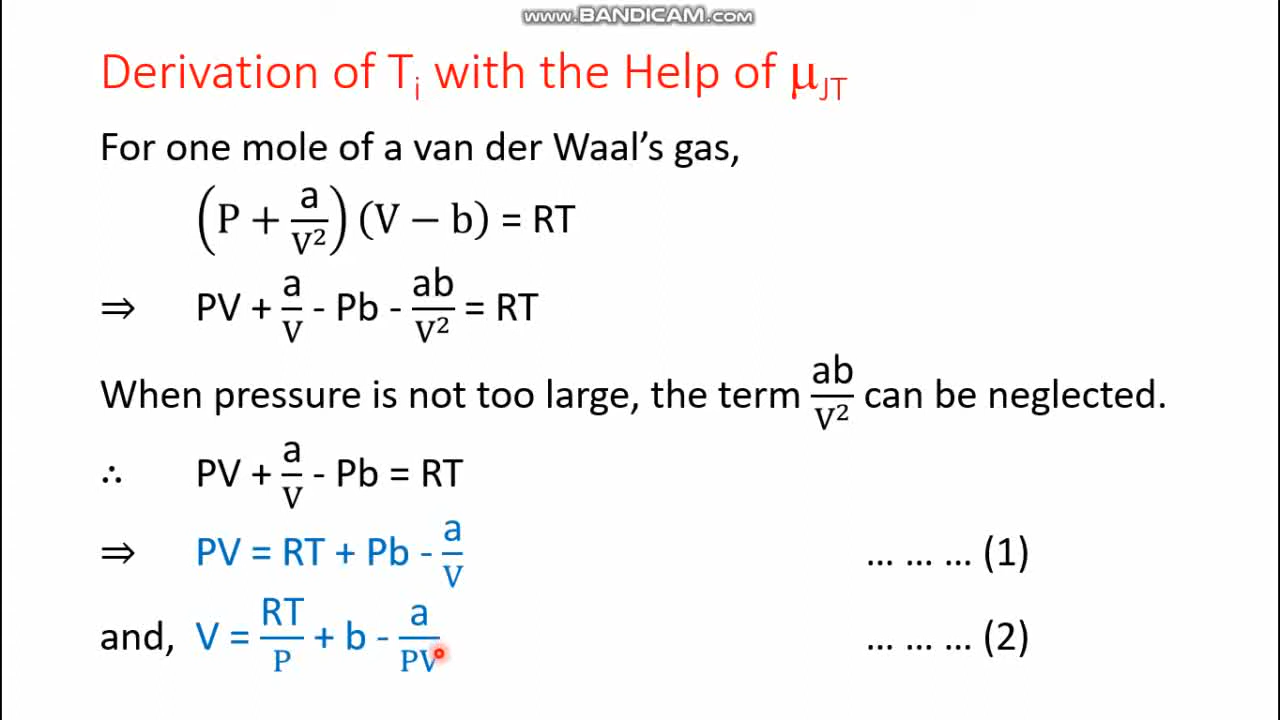 www.BANDICAM.com
Derivation of Tᵢ with the Help of μ_JT
For one mole of a van der Waal’s gas,
(P + a/V²) (V − b) = RT
⇒ PV + a/V - Pb - ab/V² = RT
When pressure is not too large, the term ab/V² can be neglected.
∴ PV + a/V - Pb = RT
⇒ PV = RT + Pb - a/V ... ... ... (1)
and, V = RT/P + b - a/PV ... ... ... (2)